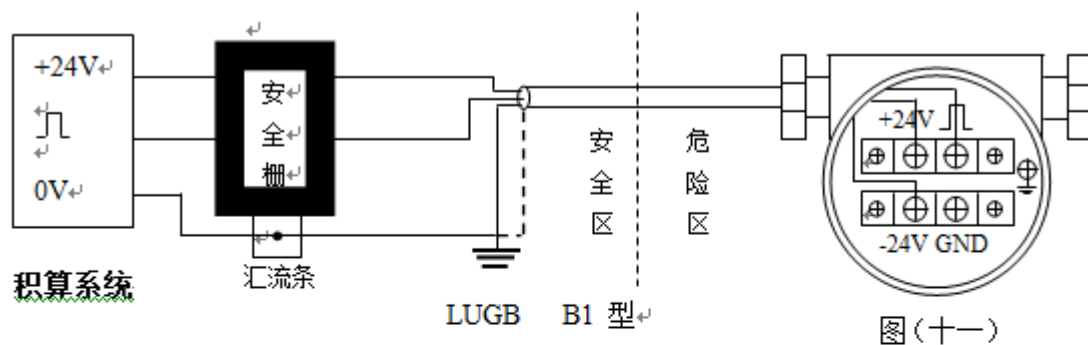 +24V
0V
积算系统
安
全
栅
汇流条
安
全
区
危
险
区
+24V
-24V GND
LUGB B1 型
图(十一)